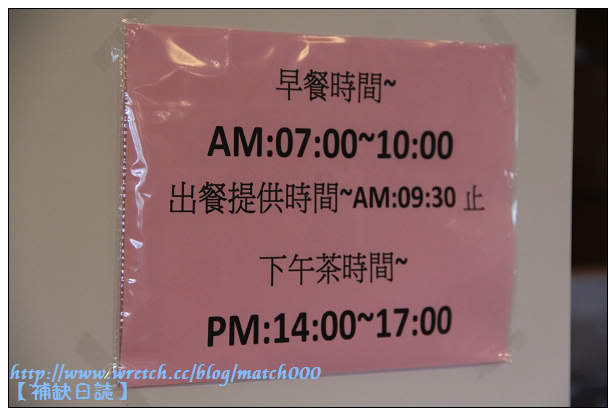 早餐時間~
AM:07:00~10:00
出餐提供時間~AM:09:30 止
下午茶時間~
PM:14:00~17:00
http://www.wretch.cc/blog/match000
【補缺日誌】